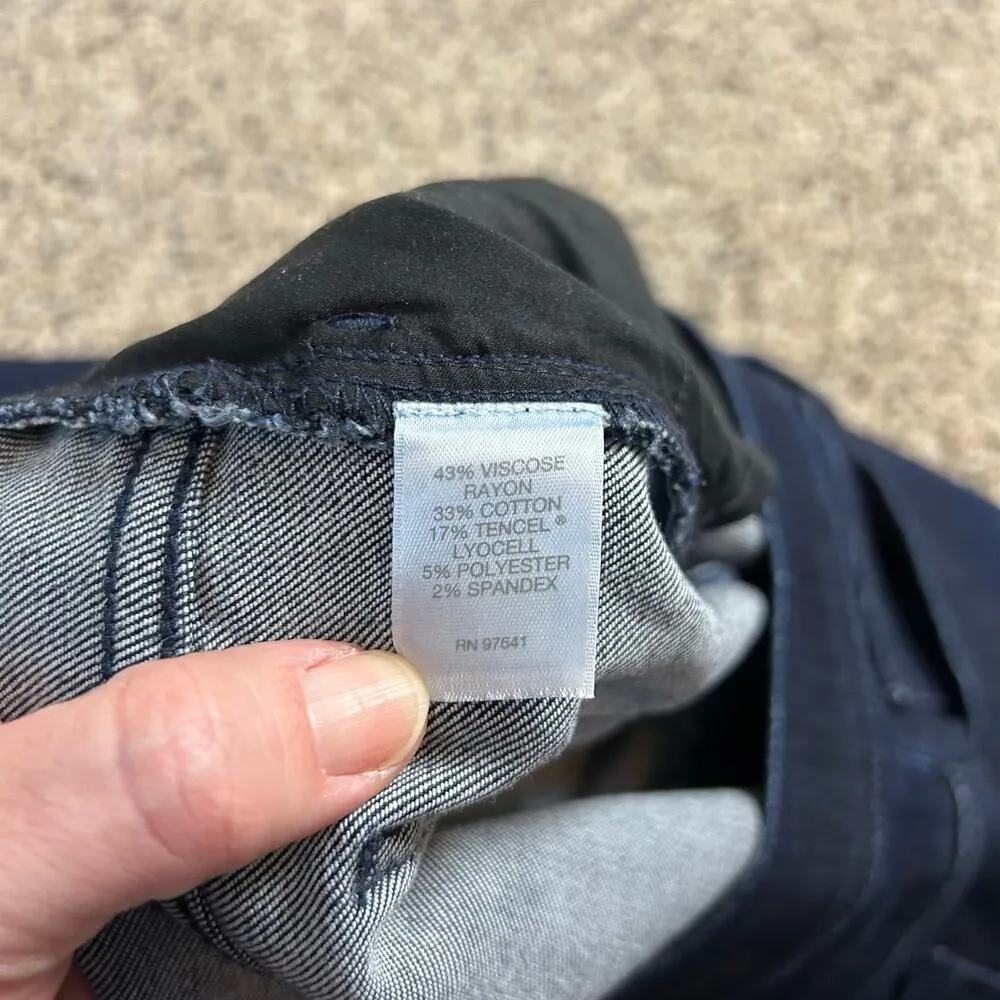 43% VISCOSE
RAYON
33% COTTON
17% TENCEL®
LYOCELL
5% POLYESTER
2% SPANDEX
RN 97641